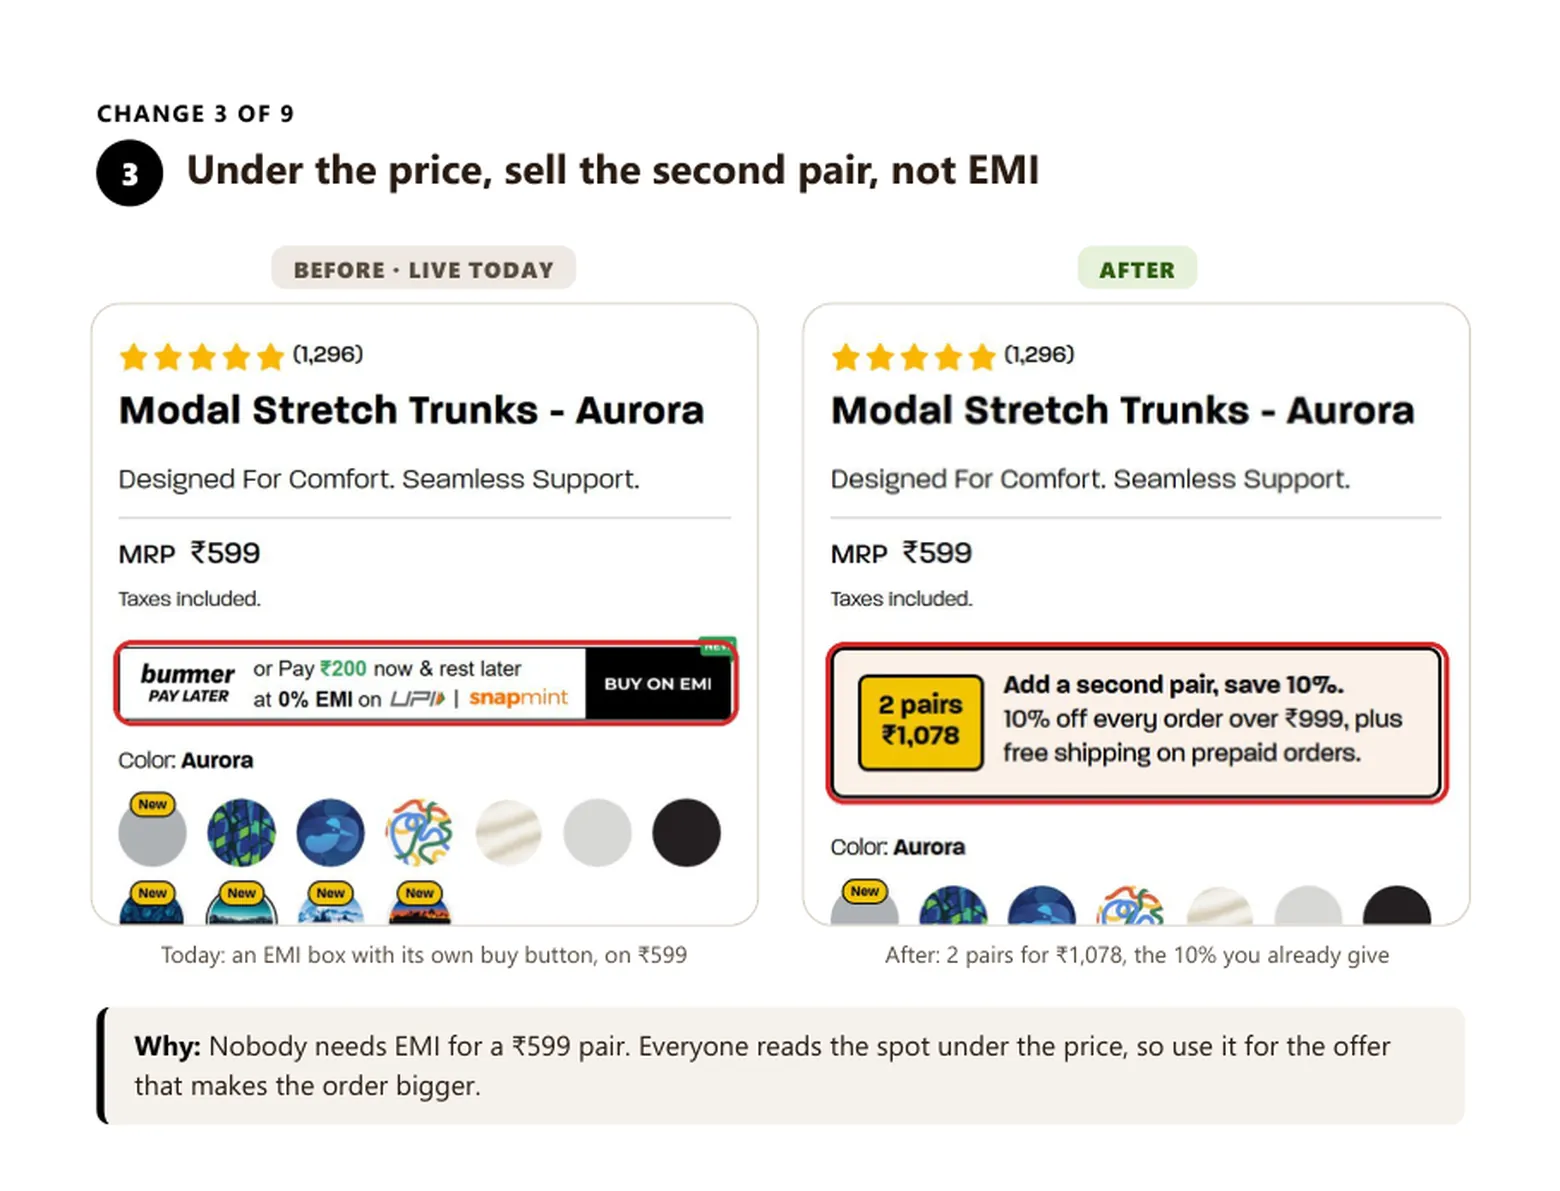 CHANGE 3 OF 9
3 Under the price, sell the second pair, not EMI
BEFORE · LIVE TODAY
(1,296)
Modal Stretch Trunks - Aurora
Designed For Comfort. Seamless Support.
MRP ₹599
Taxes included.
NEW
bummer
PAY LATER
or Pay ₹200 now & rest later
at 0% EMI on UPI | snapmint
BUY ON EMI
Color: Aurora
New
New New New New
Today: an EMI box with its own buy button, on ₹599
AFTER
(1,296)
Modal Stretch Trunks - Aurora
Designed For Comfort. Seamless Support.
MRP ₹599
Taxes included.
2 pairs
₹1,078
Add a second pair, save 10%.
10% off every order over ₹999, plus
free shipping on prepaid orders.
Color: Aurora
New
After: 2 pairs for ₹1,078, the 10% you already give
Why: Nobody needs EMI for a ₹599 pair. Everyone reads the spot under the price, so use it for the offer
that makes the order bigger.